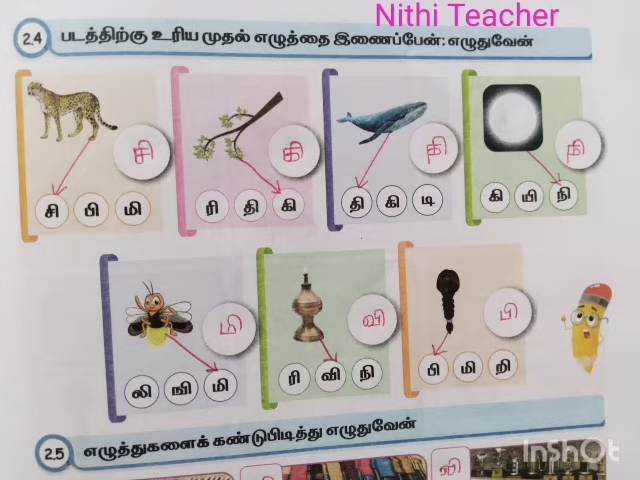 Nithi Teacher
2.4 படத்திற்கு உரிய முதல் எழுத்தை இணைப்பேன்; எழுதுவேன்
சி கி தி நி
சி பி மி ரி தி கி தி கி டி கி யி நி
மி வி பி
லி ஙி மி ரி வி நி பி மி றி
2.5 எழுத்துகளைக் கண்டுபிடித்து எழுதுவேன்
InShOt
லி